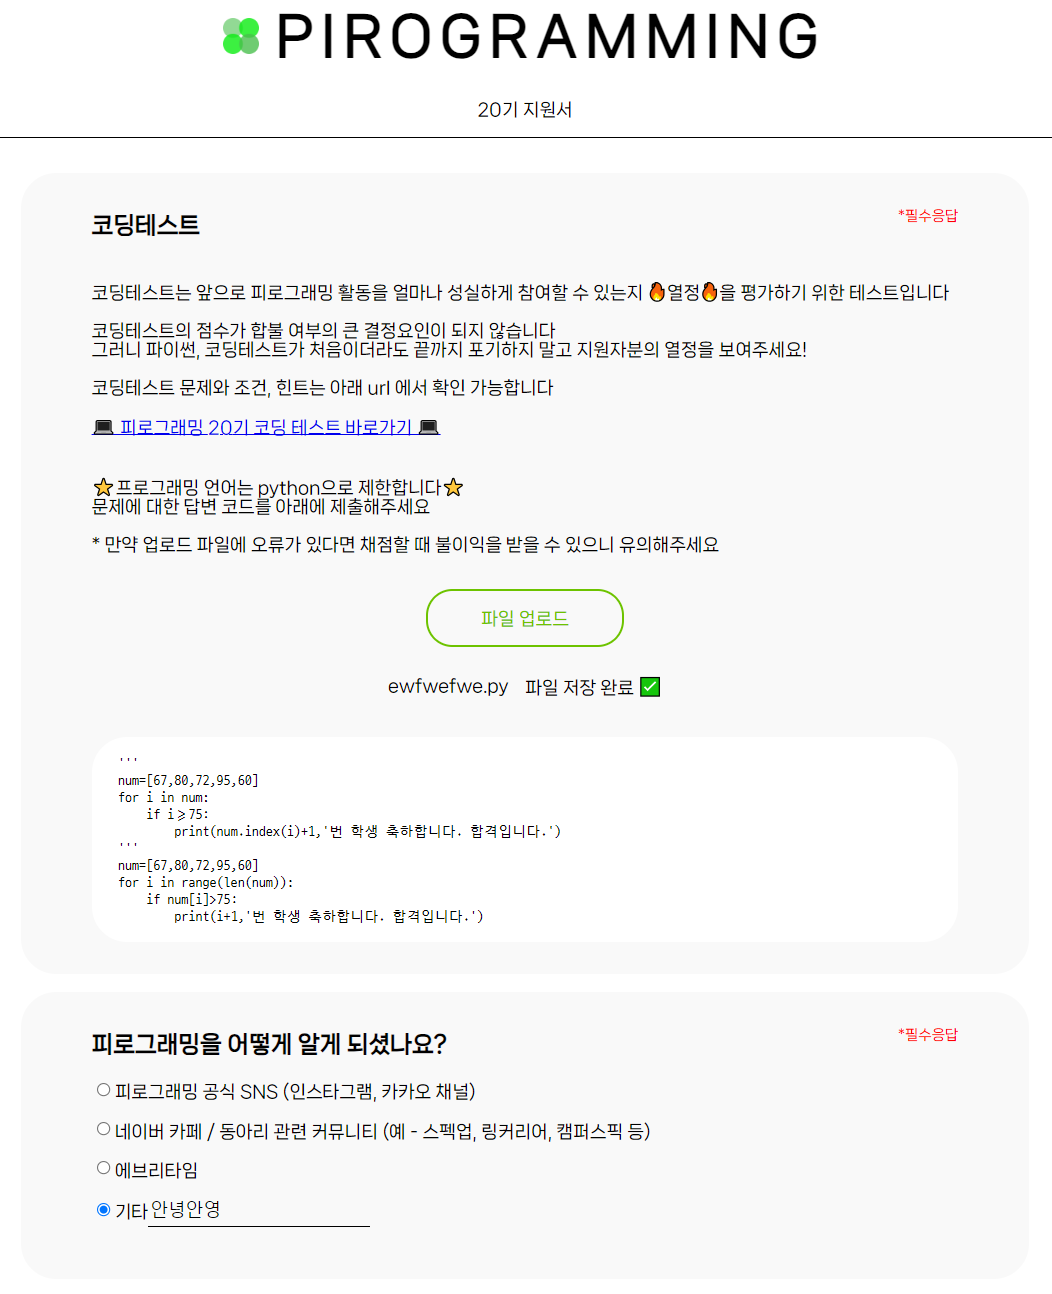 PIROGRAMMING
20기 지원서
코딩테스트
*필수응답
코딩테스트는 앞으로 피로그래밍 활동을 얼마나 성실하게 참여할 수 있는지 🔥열정🔥을 평가하기 위한 테스트입니다
코딩테스트의 점수가 합불 여부의 큰 결정요인이 되지 않습니다
그러니 파이썬, 코딩테스트가 처음이더라도 끝까지 포기하지 말고 지원자분의 열정을 보여주세요!
코딩테스트 문제와 조건, 힌트는 아래 url 에서 확인 가능합니다
💻 피로그래밍 20기 코딩 테스트 바로가기 💻
⭐프로그래밍 언어는 python으로 제한합니다⭐
문제에 대한 답변 코드를 아래에 제출해주세요
* 만약 업로드 파일에 오류가 있다면 채점할 때 불이익을 받을 수 있으니 유의해주세요
파일 업로드
ewfwefwe.py 파일 저장 완료 ✅
'''
num=[67,80,72,95,60]
for i in num:
    if i>=75:
        print(num.index(i)+1,'번 학생 축하합니다. 합격입니다.')
'''
num=[67,80,72,95,60]
for i in range(len(num)):
    if num[i]>75:
        print(i+1,'번 학생 축하합니다. 합격입니다.')
피로그래밍을 어떻게 알게 되셨나요?
*필수응답
피로그래밍 공식 SNS (인스타그램, 카카오 채널)
네이버 카페 / 동아리 관련 커뮤니티 (예 - 스펙업, 링커리어, 캠퍼스픽 등)
에브리타임
기타 안녕안영